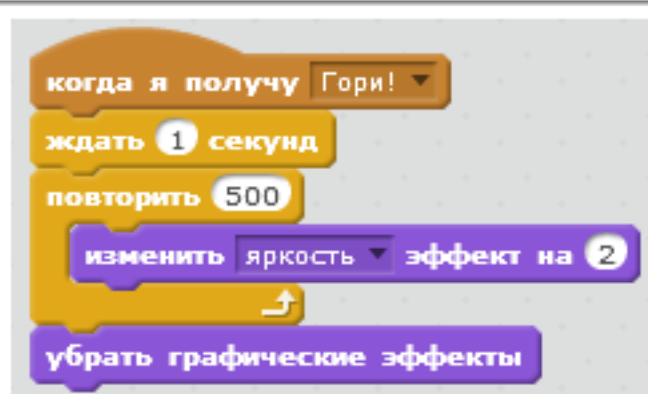 когда я получу Гори!
ждать 1 секунд
повторить 500
изменить яркость эффект на 2
убрать графические эффекты